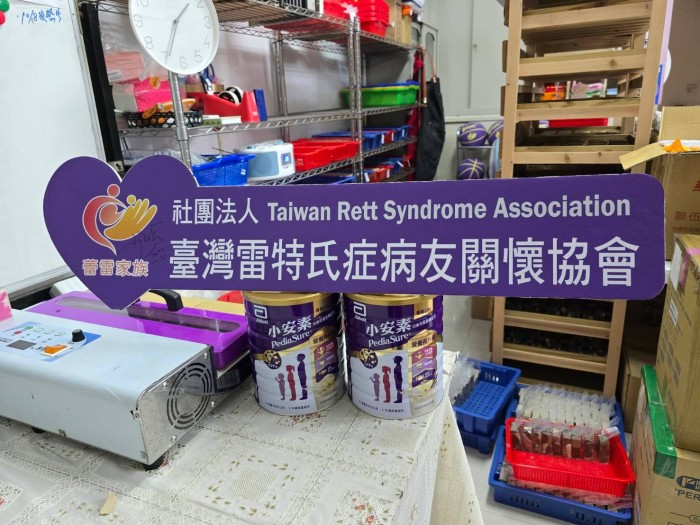 社團法人 Taiwan Rett Syndrome Association
臺灣雷特氏症病友關懷協會
蕾雷家族
Abbott
小安素
PediaSure
小安素
PediaSure